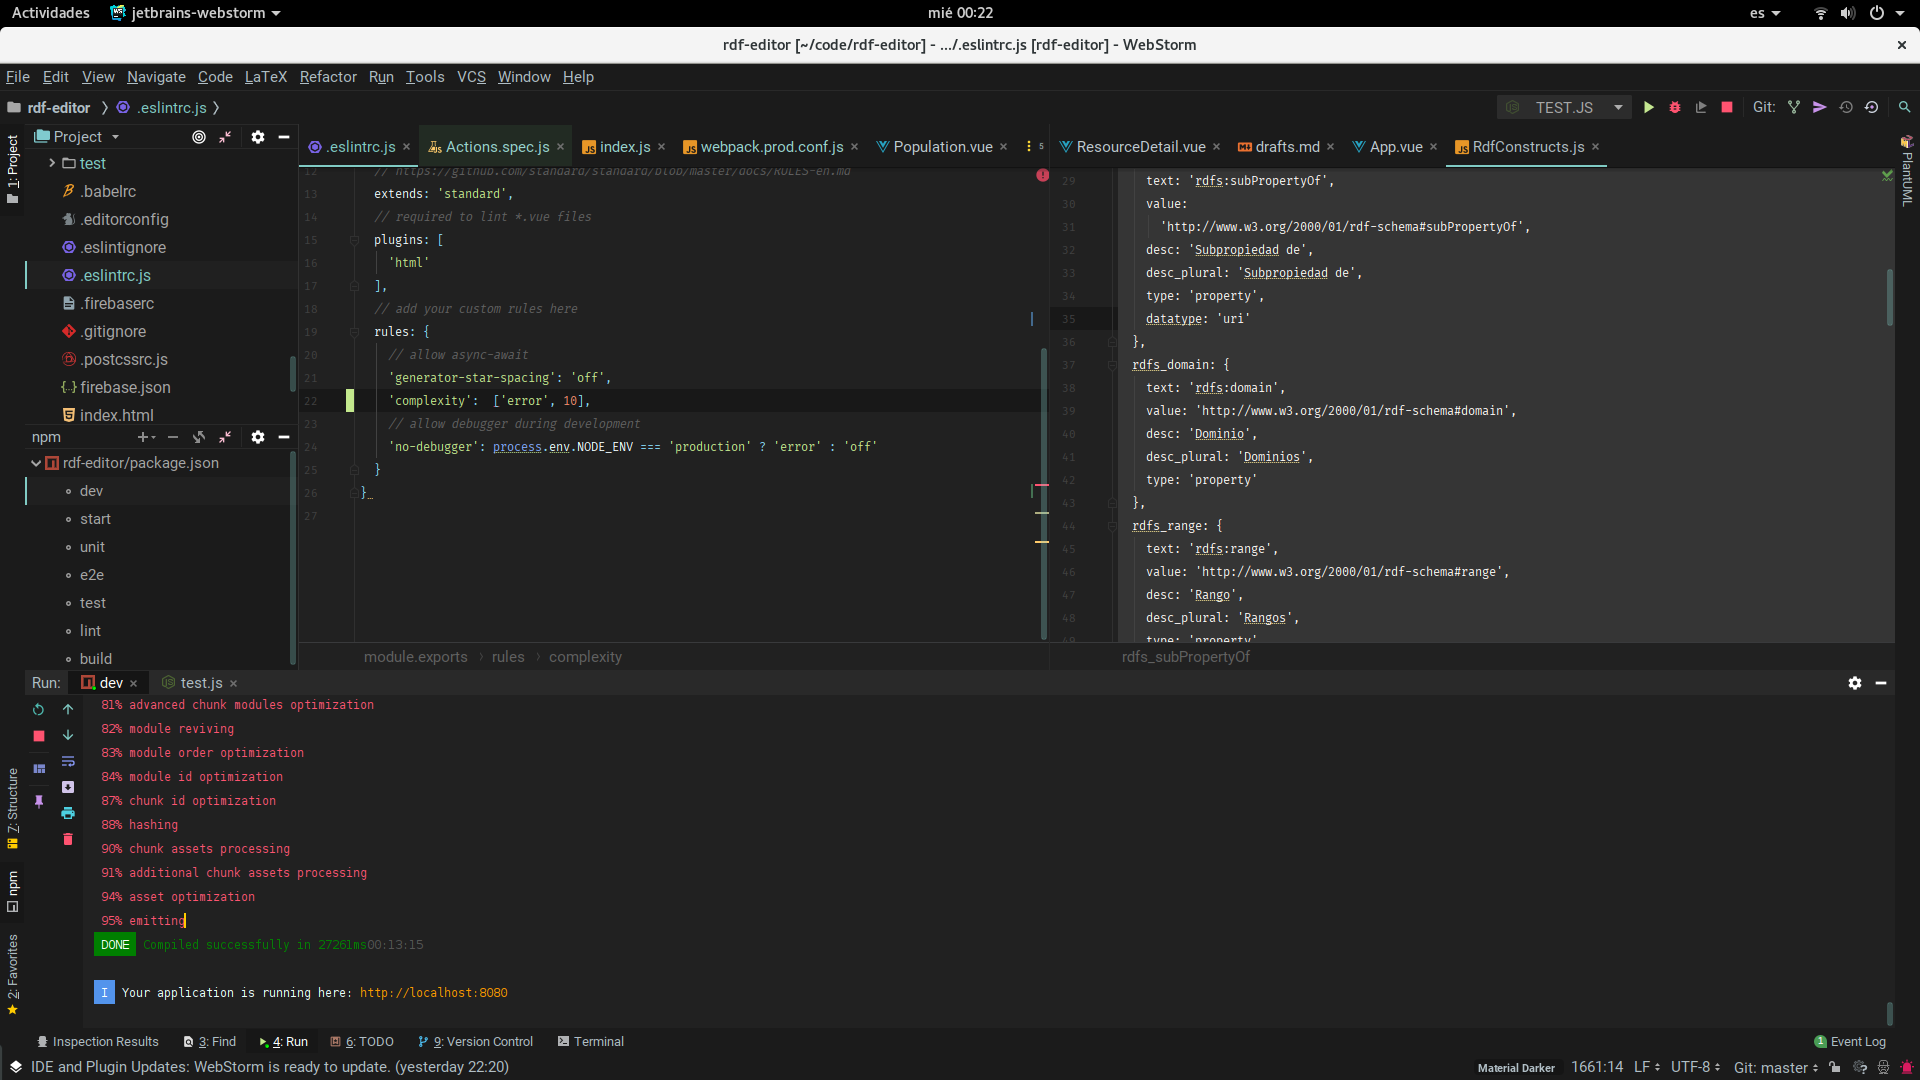 Actividades
jetbrains-webstorm
mié 00:22
es
rdf-editor [~/code/rdf-editor] - .../.eslintrc.js [rdf-editor] - WebStorm
File Edit View Navigate Code LaTeX Refactor Run Tools VCS Window Help
rdf-editor
.eslintrc.js
TEST.JS
Git:
1: Project
7: Structure
npm
2: Favorites
PlantUML
Project
test
.babelrc
.editorconfig
.eslintignore
.eslintrc.js
.firebaserc
.gitignore
.postcssrc.js
firebase.json
index.html
npm
rdf-editor/package.json
dev
start
unit
e2e
test
lint
build
.eslintrc.js
Actions.spec.js
index.js
webpack.prod.conf.js
Population.vue
5
12 // https://github.com/standard/standard/blob/master/docs/RULES-en.md
13 extends: 'standard',
14 // required to lint *.vue files
15 plugins: [
16 'html'
17 ],
18 // add your custom rules here
19 rules: {
20 // allow async-await
21 'generator-star-spacing': 'off',
22 'complexity':  ['error', 10],
23 // allow debugger during development
24 'no-debugger': process.env.NODE_ENV === 'production' ? 'error' : 'off'
25 }
26 }
27
module.exports
rules
complexity
ResourceDetail.vue
drafts.md
App.vue
RdfConstructs.js
29 text: 'rdfs:subPropertyOf',
30 value:
31 'http://www.w3.org/2000/01/rdf-schema#subPropertyOf',
32 desc: 'Subpropiedad de',
33 desc_plural: 'Subpropiedad de',
34 type: 'property',
35 datatype: 'uri'
36 },
37 rdfs_domain: {
38 text: 'rdfs:domain',
39 value: 'http://www.w3.org/2000/01/rdf-schema#domain',
40 desc: 'Dominio',
41 desc_plural: 'Dominios',
42 type: 'property'
43 },
44 rdfs_range: {
45 text: 'rdfs:range',
46 value: 'http://www.w3.org/2000/01/rdf-schema#range',
47 desc: 'Rango',
48 desc_plural: 'Rangos',
49 type: 'property'
rdfs_subPropertyOf
Run:
dev
test.js
81% advanced chunk modules optimization
82% module reviving
83% module order optimization
84% module id optimization
87% chunk id optimization
88% hashing
90% chunk assets processing
91% additional chunk assets processing
94% asset optimization
95% emitting
DONE Compiled successfully in 27261ms00:13:15
I Your application is running here: http://localhost:8080
Inspection Results
3: Find
4: Run
6: TODO
9: Version Control
Terminal
1 Event Log
IDE and Plugin Updates: WebStorm is ready to update. (yesterday 22:20)
Material Darker
1661:14
LF
UTF-8
Git: master